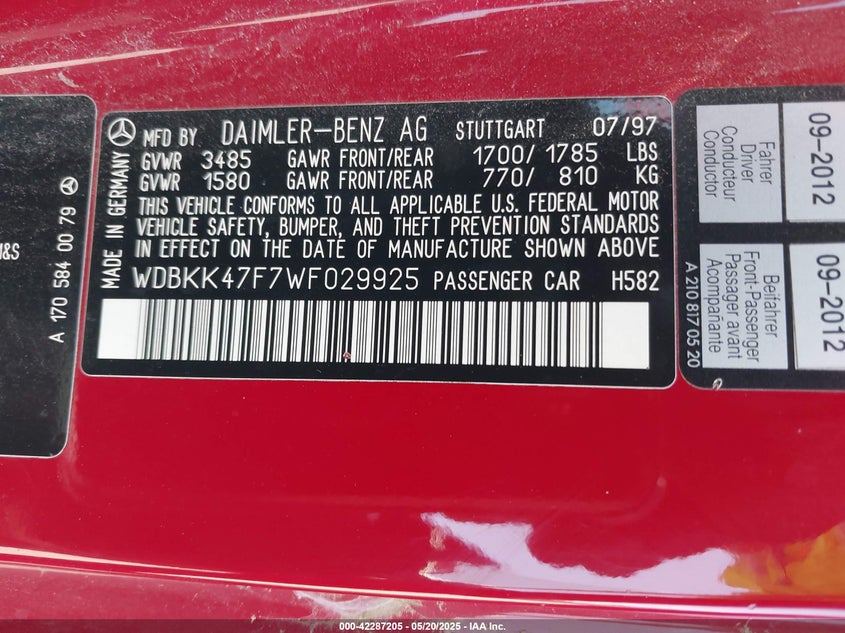 M&S
A 170 584 00 79
MADE IN GERMANY
MFD BY DAIMLER-BENZ AG STUTTGART 07/97
GVWR 3485 GAWR FRONT/REAR 1700/1785 LBS
GVWR 1580 GAWR FRONT/REAR 770/ 810 KG
THIS VEHICLE CONFORMS TO ALL APPLICABLE U.S. FEDERAL MOTOR
VEHICLE SAFETY, BUMPER, AND THEFT PREVENTION STANDARDS
IN EFFECT ON THE DATE OF MANUFACTURE SHOWN ABOVE
WDBKK47F7WF029925 PASSENGER CAR H582
Fahrer
Driver
Conducteur
Conductor
09-2012
Beifahrer
Front-Passenger
Passager avant
Acompañante
09-2012
A 210 817 05 20
000-42287205 - 05/20/2025 - IAA Inc.